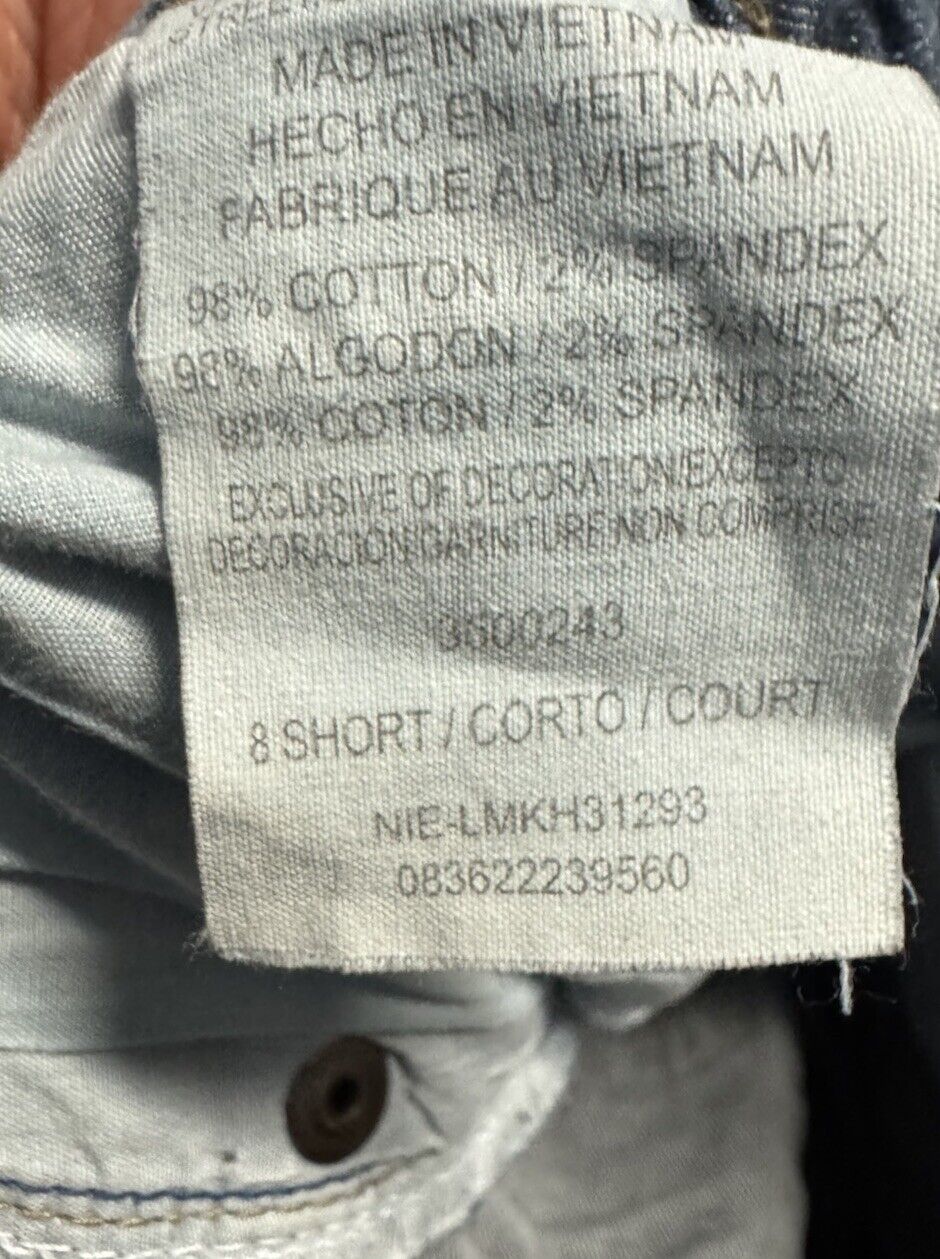 MADE IN VIETNAM
HECHO EN VIETNAM
FABRIQUE AU VIETNAM
98% COTTON / 2% SPANDEX
98% ALGODON / 2% SPANDEX
98% COTON / 2% SPANDEX
EXCLUSIVE OF DECORATION/EXCEPTO
DECORACION/GARNITURE NON COMPRISE
3600243
8 SHORT / CORTO / COURT
NIE-LMKH31293
083622239560